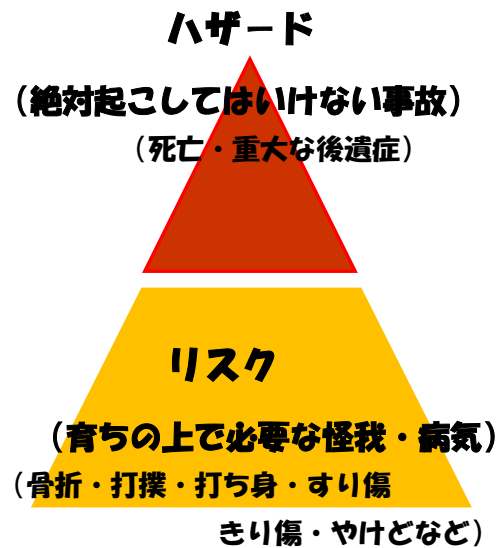 ハザード
（絶対起こしてはいけない事故）
（死亡・重大な後遺症）
リスク
（育ちの上で必要な怪我・病気）
（骨折・打撲・打ち身・すり傷
きり傷・やけどなど）